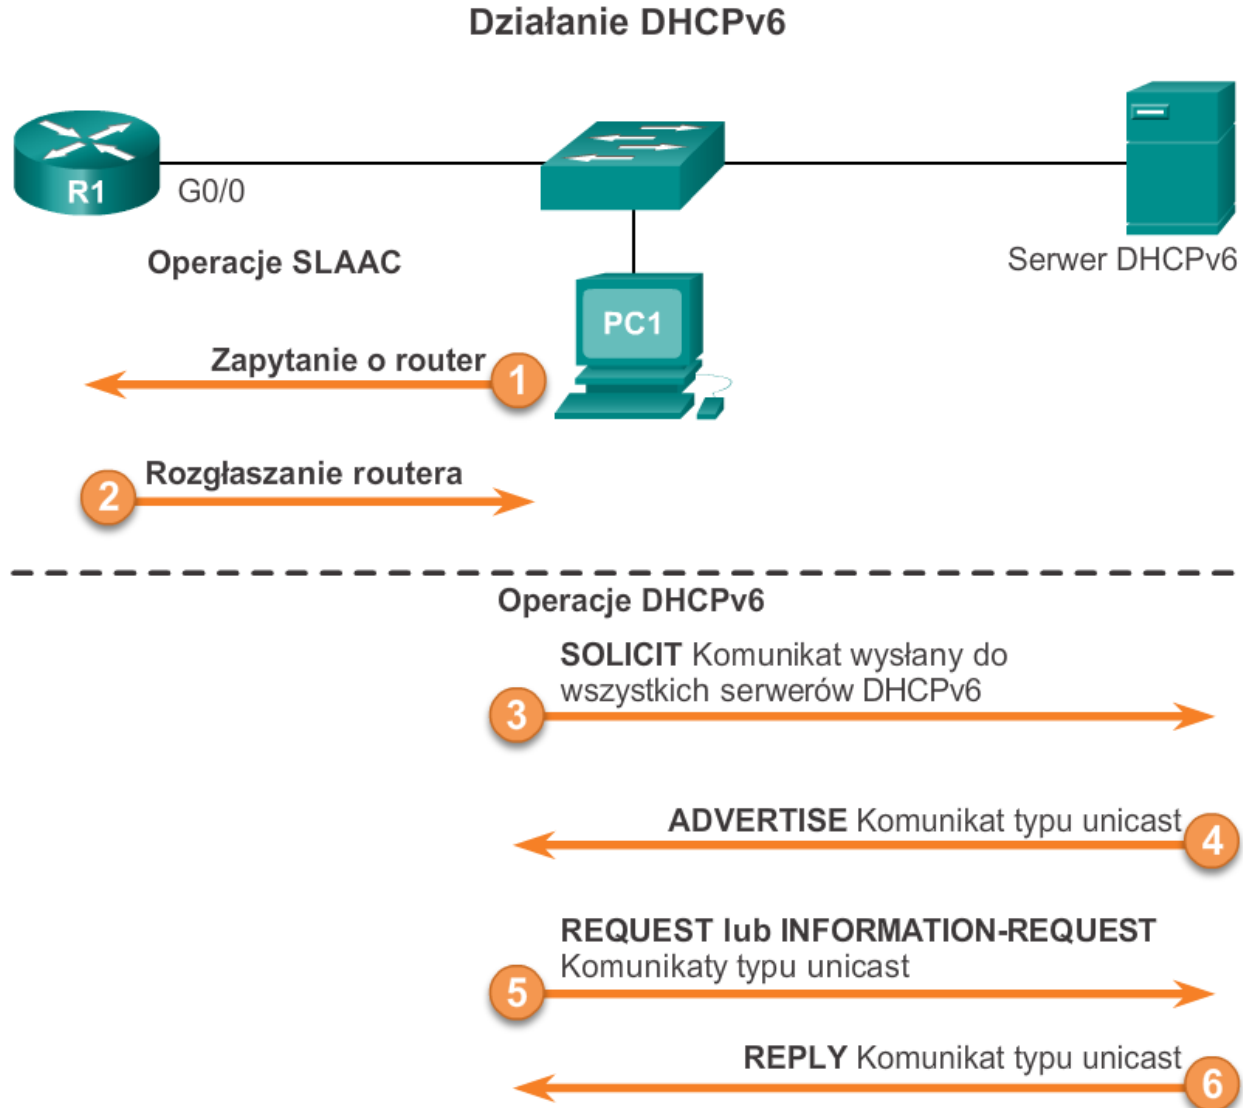 Działanie DHCPv6
R1
G0/0
Serwer DHCPv6
Operacje SLAAC
PC1
Zapytanie o router
1
2
Rozgłaszanie routera
Operacje DHCPv6
SOLICIT Komunikat wysłany do
wszystkich serwerów DHCPv6
3
ADVERTISE Komunikat typu unicast
4
REQUEST lub INFORMATION-REQUEST
Komunikaty typu unicast
5
REPLY Komunikat typu unicast
6